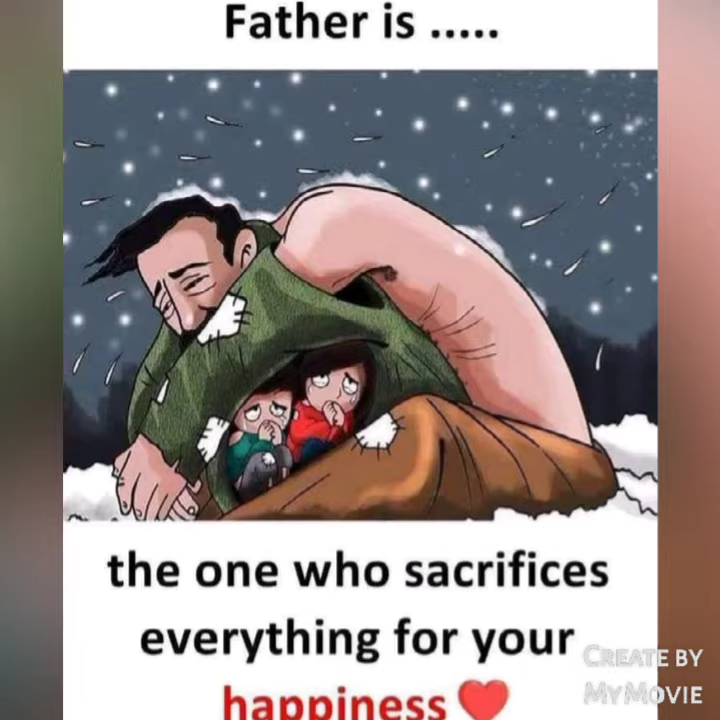 Father is .....
the one who sacrifices
everything for your
happiness ❤️
CREATE BY
MYMOVIE